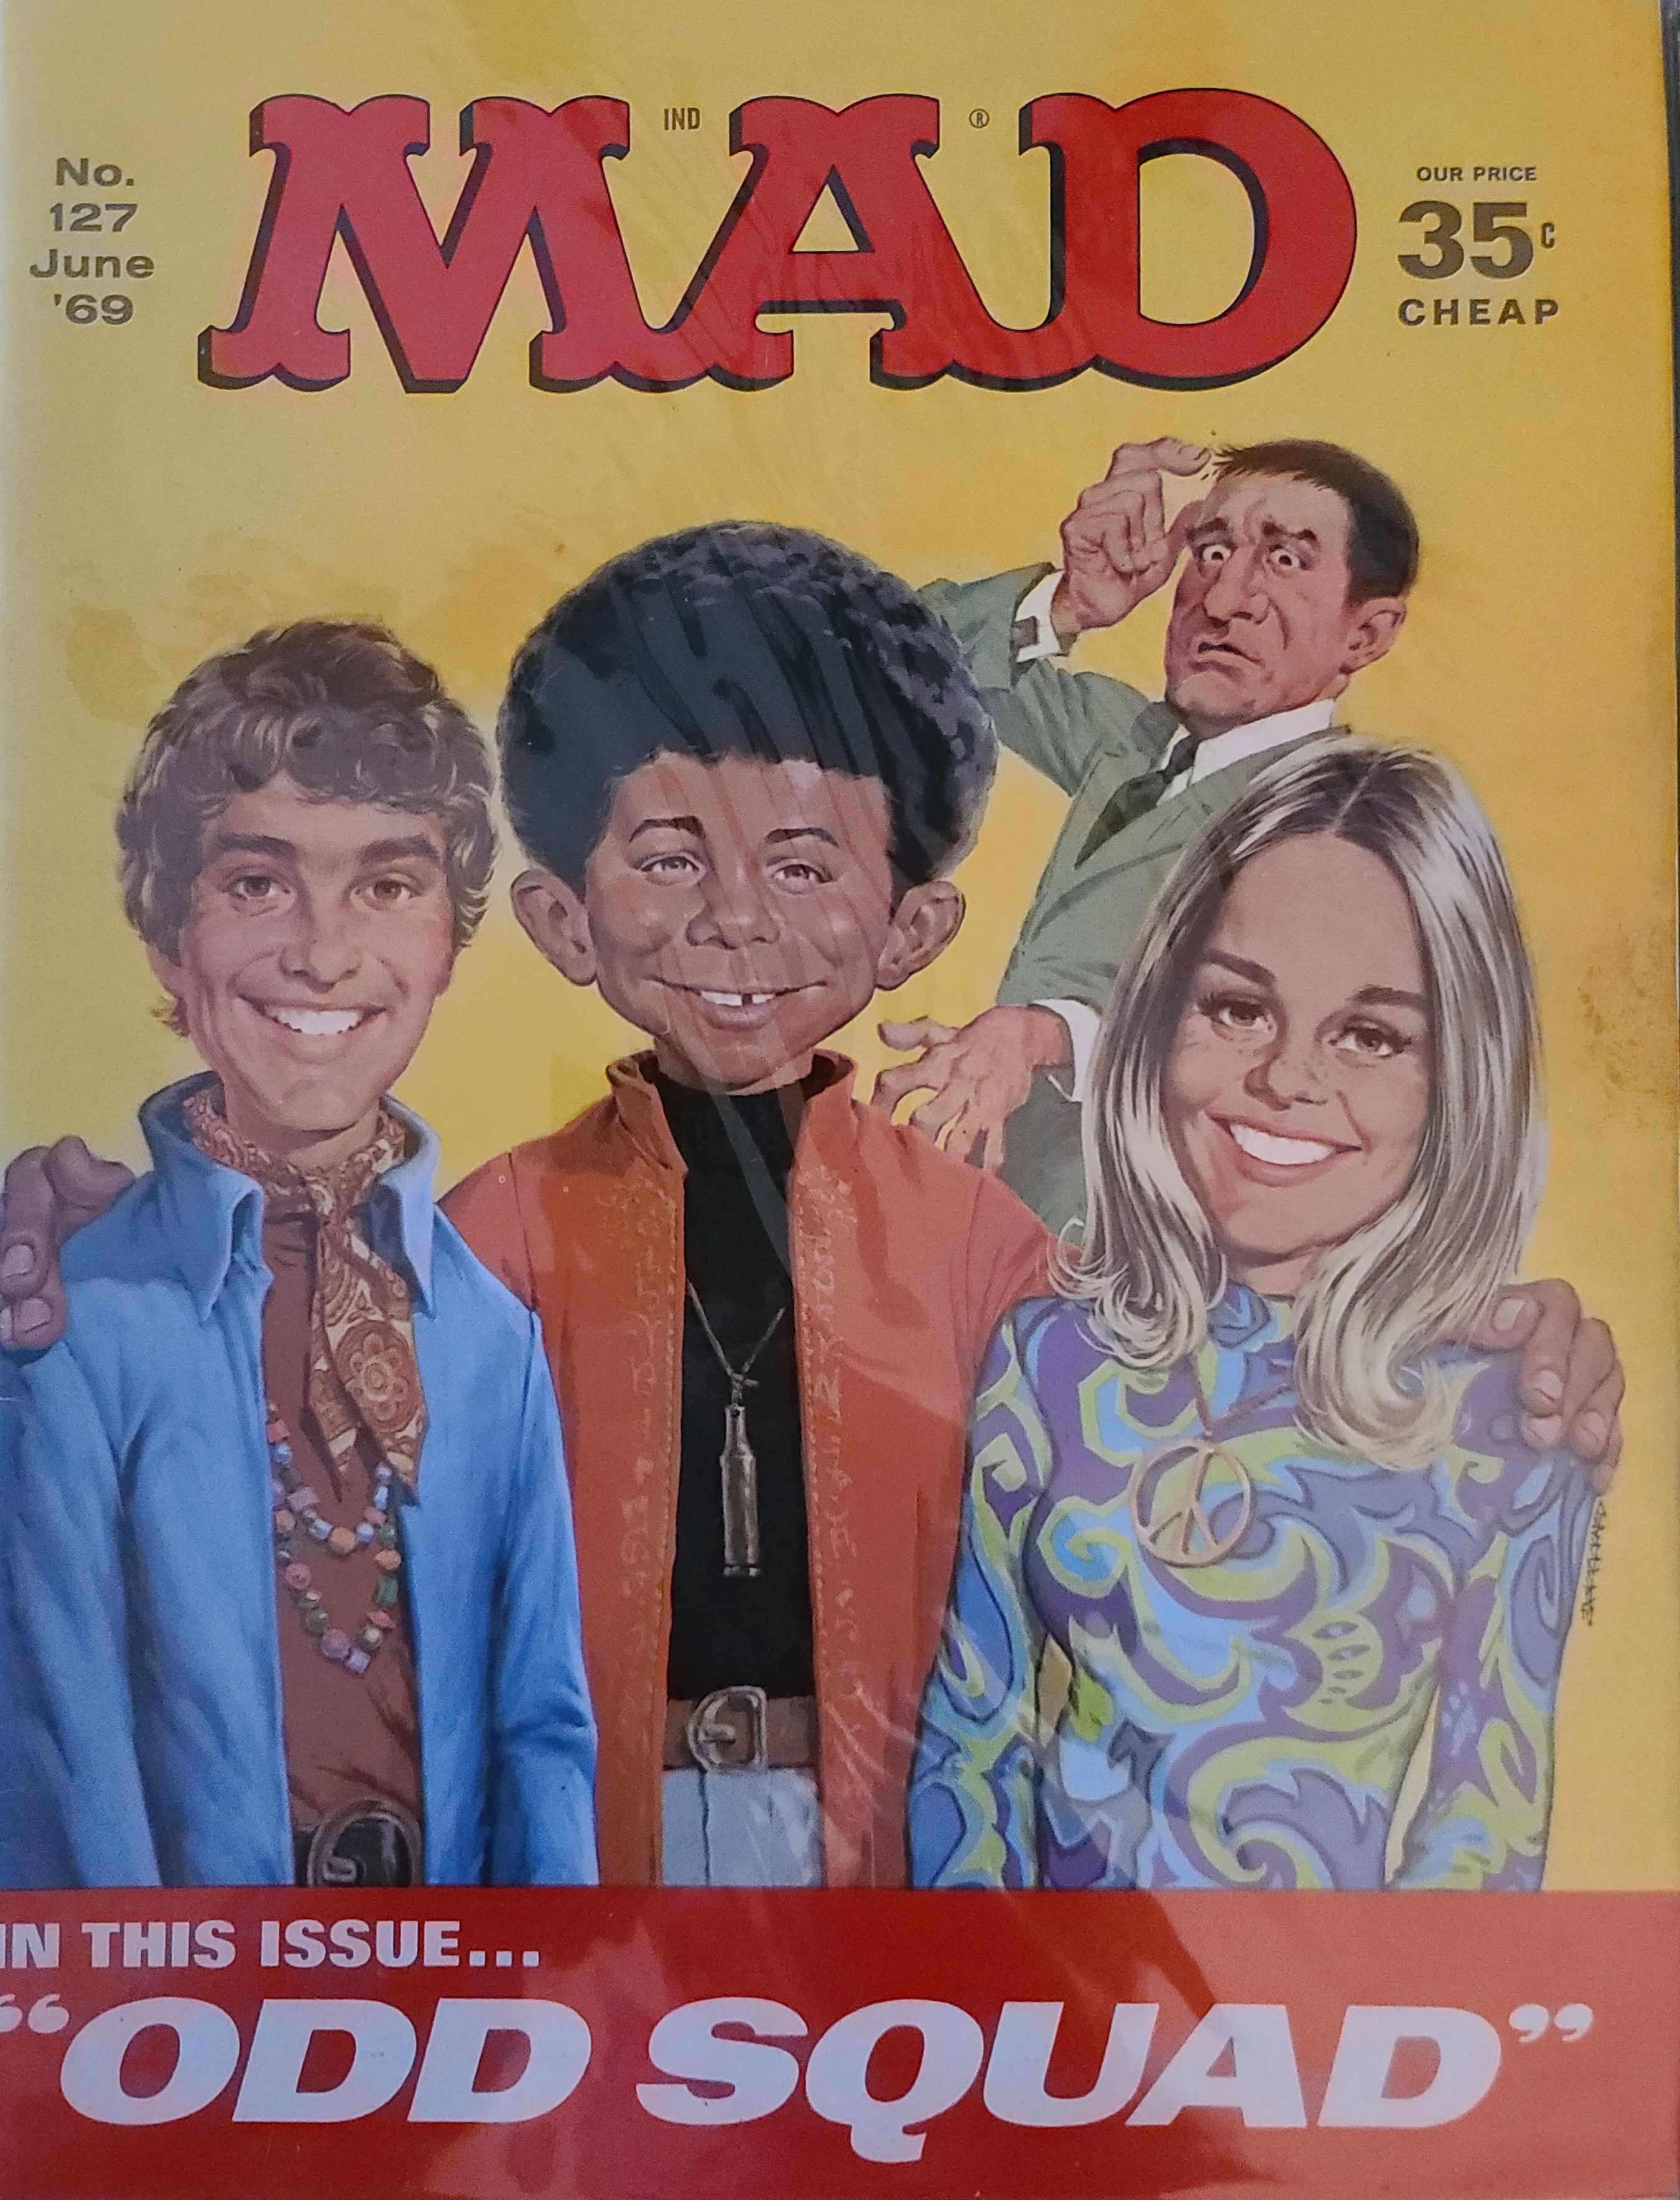 No.
127
June
'69
MAD
IND
®
OUR PRICE
35¢
CHEAP
IN THIS ISSUE...
“ODD SQUAD”